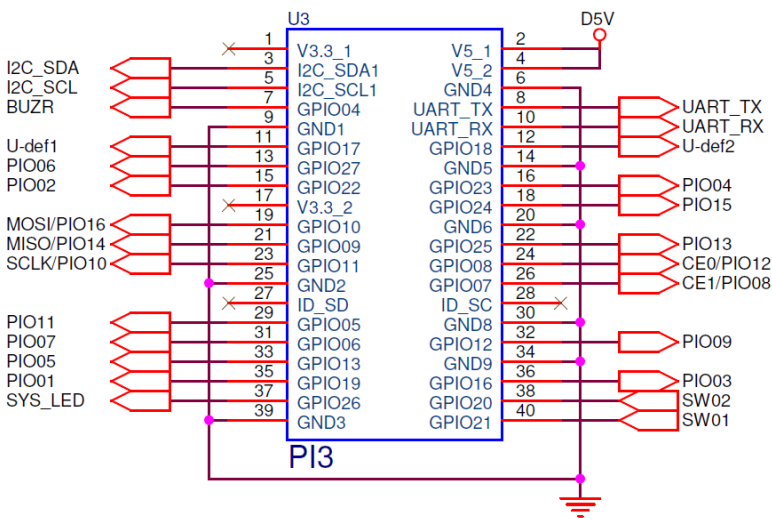 U3 D5V
1 V3.3_1 V5_1 2
I2C_SDA 3 I2C_SDA1 V5_2 4
I2C_SCL 5 I2C_SCL1 GND4 6
BUZR 7 GPIO04 UART_TX 8 UART_TX
9 GND1 UART_RX 10 UART_RX
U-def1 11 GPIO17 GPIO18 12 U-def2
PIO06 13 GPIO27 GND5 14
PIO02 15 GPIO22 GPIO23 16 PIO04
17 V3.3_2 GPIO24 18 PIO15
MOSI/PIO16 19 GPIO10 GND6 20
MISO/PIO14 21 GPIO09 GPIO25 22 PIO13
SCLK/PIO10 23 GPIO11 GPIO08 24 CE0/PIO12
25 GND2 GPIO07 26 CE1/PIO08
27 ID_SD ID_SC 28
PIO11 29 GPIO05 GND8 30
PIO07 31 GPIO06 GPIO12 32 PIO09
PIO05 33 GPIO13 GND9 34
PIO01 35 GPIO19 GPIO16 36 PIO03
SYS_LED 37 GPIO26 GPIO20 38 SW02
39 GND3 GPIO21 40 SW01
PI3